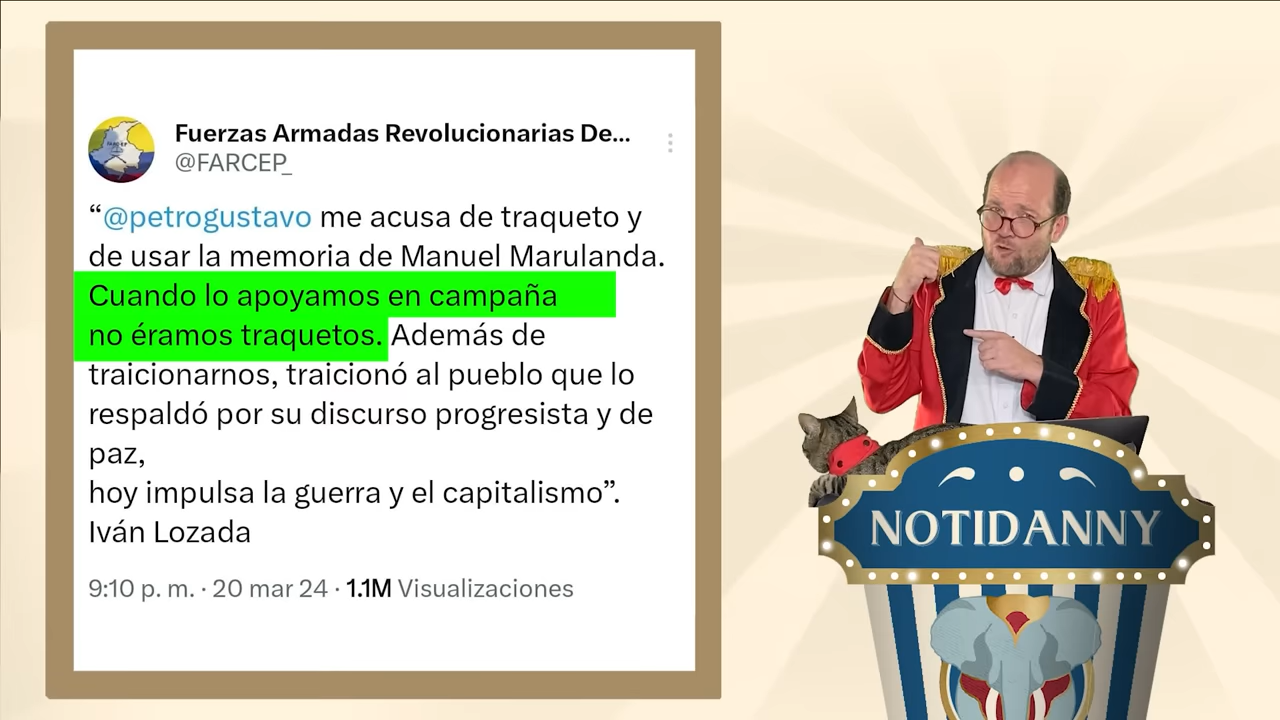 Fuerzas Armadas Revolucionarias De...
@FARCEP_
“@petrogustavo me acusa de traqueto y
de usar la memoria de Manuel Marulanda.
Cuando lo apoyamos en campaña
no éramos traquetos. Además de
traicionarnos, traicionó al pueblo que lo
respaldó por su discurso progresista y de
paz,
hoy impulsa la guerra y el capitalismo”.
Iván Lozada
9:10 p. m. · 20 mar 24 · 1.1M Visualizaciones
NOTIDANNY